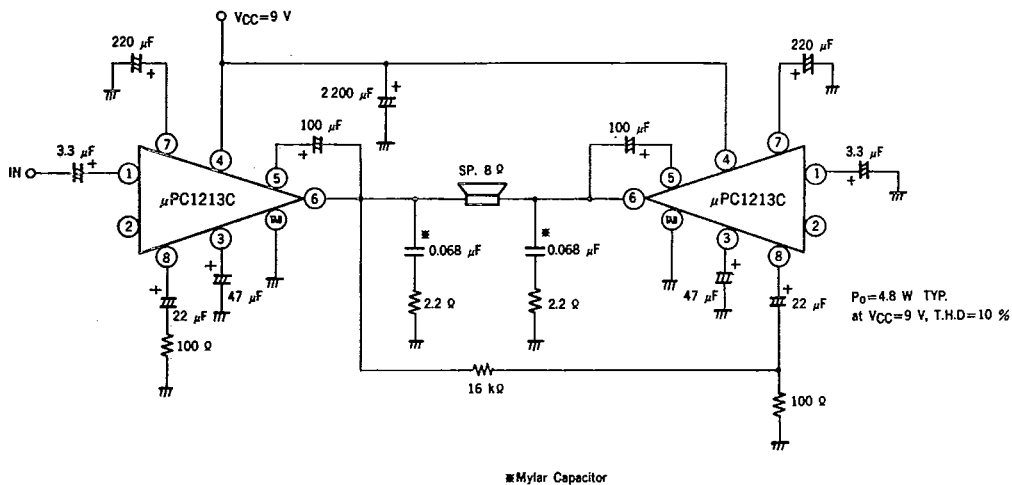 VCC=9 V
220 μF
+
220 μF
+
2 200 μF
+
100 μF
+
100 μF
+
3.3 μF
+
3.3 μF
+
IN
7
4
5
1
6
2
3
8
TAB
μPC1213C
SP. 8 Ω
7
4
5
1
6
2
3
8
TAB
μPC1213C
※
0.068 μF
※
0.068 μF
+
47 μF
+
22 μF
100 Ω
2.2 Ω
2.2 Ω
47 μF
+
+
22 μF
PO=4.8 W TYP.
at VCC=9 V, T.H.D=10 %
16 kΩ
100 Ω
※Mylar Capacitor